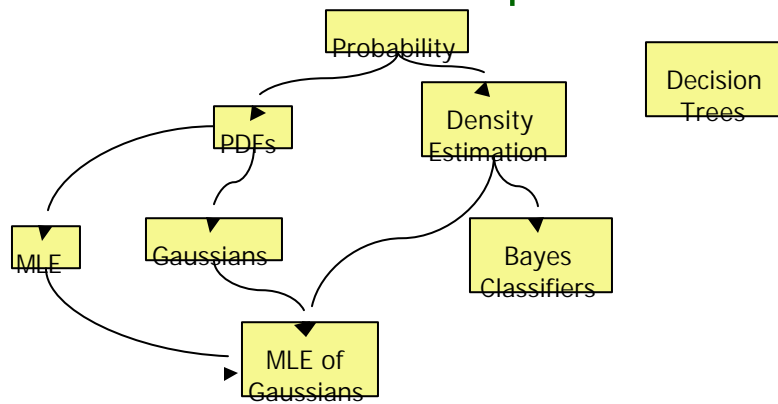 Probability
Decision
Trees
Density
Estimation
PDFs
MLE
Gaussians
Bayes
Classifiers
MLE of
Gaussians